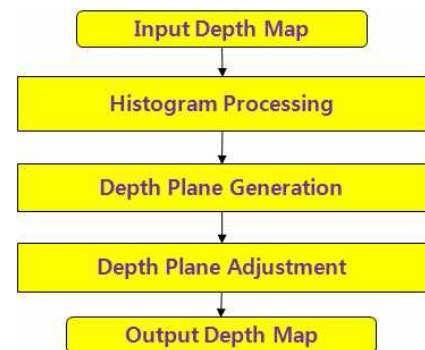 Input Depth Map
Histogram Processing
Depth Plane Generation
Depth Plane Adjustment
Output Depth Map